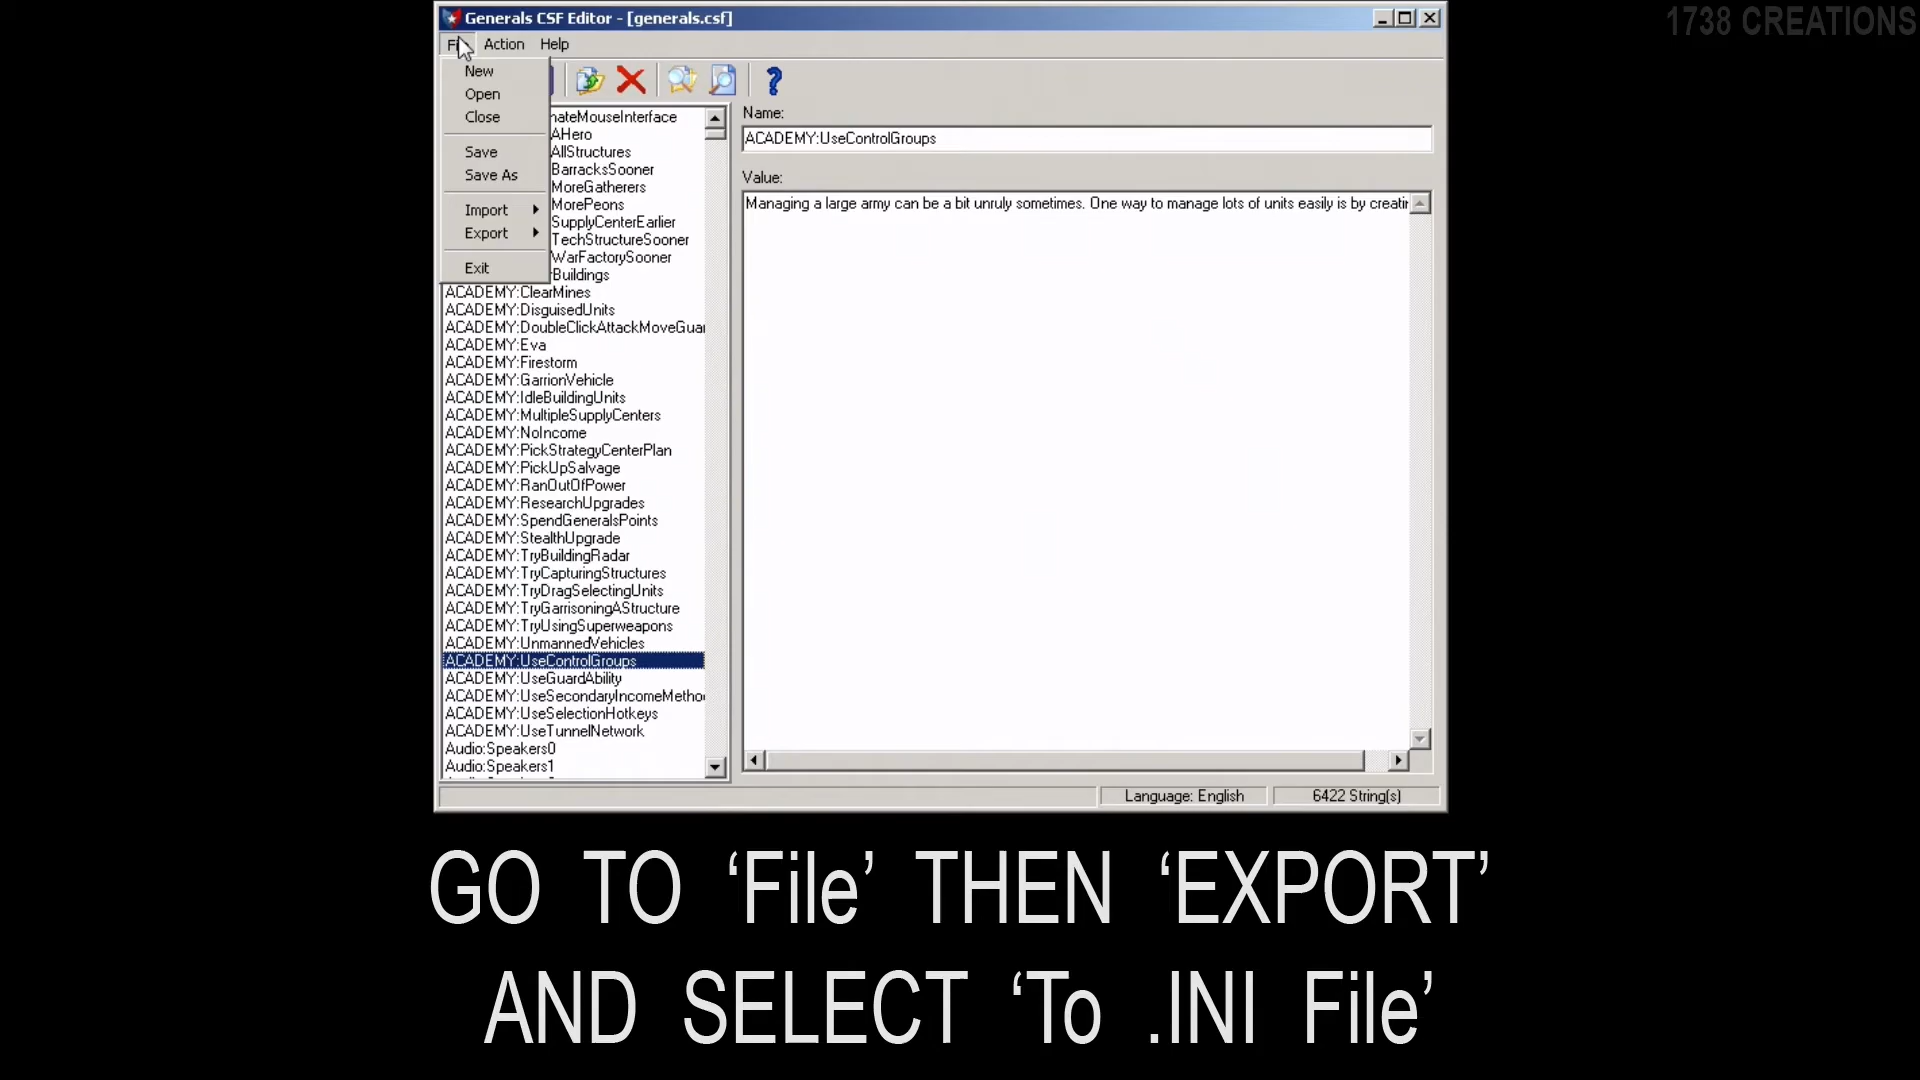 1738 CREATIONS
Generals CSF Editor - [generals.csf]
Action Help
New
Open
Close
Save
Save As
Import
Export
Exit
nateMouseInterface
AHero
AllStructures
BarracksSooner
MoreGatherers
MorePeons
SupplyCenterEarlier
TechStructureSooner
WarFactorySooner
rBuildings
ACADEMY:ClearMines
ACADEMY:DisguisedUnits
ACADEMY:DoubleClickAttackMoveGuar
ACADEMY:Eva
ACADEMY:Firestorm
ACADEMY:GarrionVehicle
ACADEMY:IdleBuildingUnits
ACADEMY:MultipleSupplyCenters
ACADEMY:NoIncome
ACADEMY:PickStrategyCenterPlan
ACADEMY:PickUpSalvage
ACADEMY:RanOutOfPower
ACADEMY:ResearchUpgrades
ACADEMY:SpendGeneralsPoints
ACADEMY:StealthUpgrade
ACADEMY:TryBuildingRadar
ACADEMY:TryCapturingStructures
ACADEMY:TryDragSelectingUnits
ACADEMY:TryGarrisoningAStructure
ACADEMY:TryUsingSuperweapons
ACADEMY:UnmannedVehicles
ACADEMY:UseControlGroups
ACADEMY:UseGuardAbility
ACADEMY:UseSecondaryIncomeMetho
ACADEMY:UseSelectionHotkeys
ACADEMY:UseTunnelNetwork
Audio:Speakers0
Audio:Speakers1
Name:
ACADEMY:UseControlGroups
Value:
Managing a large army can be a bit unruly sometimes. One way to manage lots of units easily is by creatin
Language: English
6422 String(s)
GO TO ‘File’ THEN ‘EXPORT’
AND SELECT ‘To .INI File’